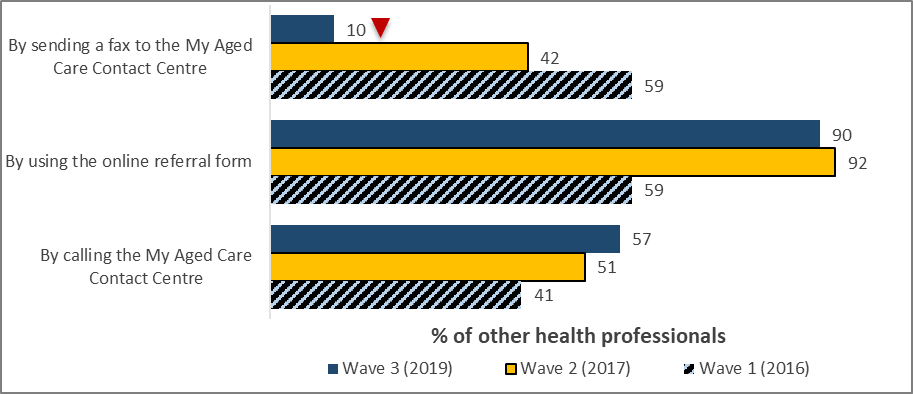 By sending a fax to the My Aged
Care Contact Centre
10
42
59
By using the online referral form
90
92
59
By calling the My Aged Care
Contact Centre
57
51
41
% of other health professionals
Wave 3 (2019) Wave 2 (2017) Wave 1 (2016)